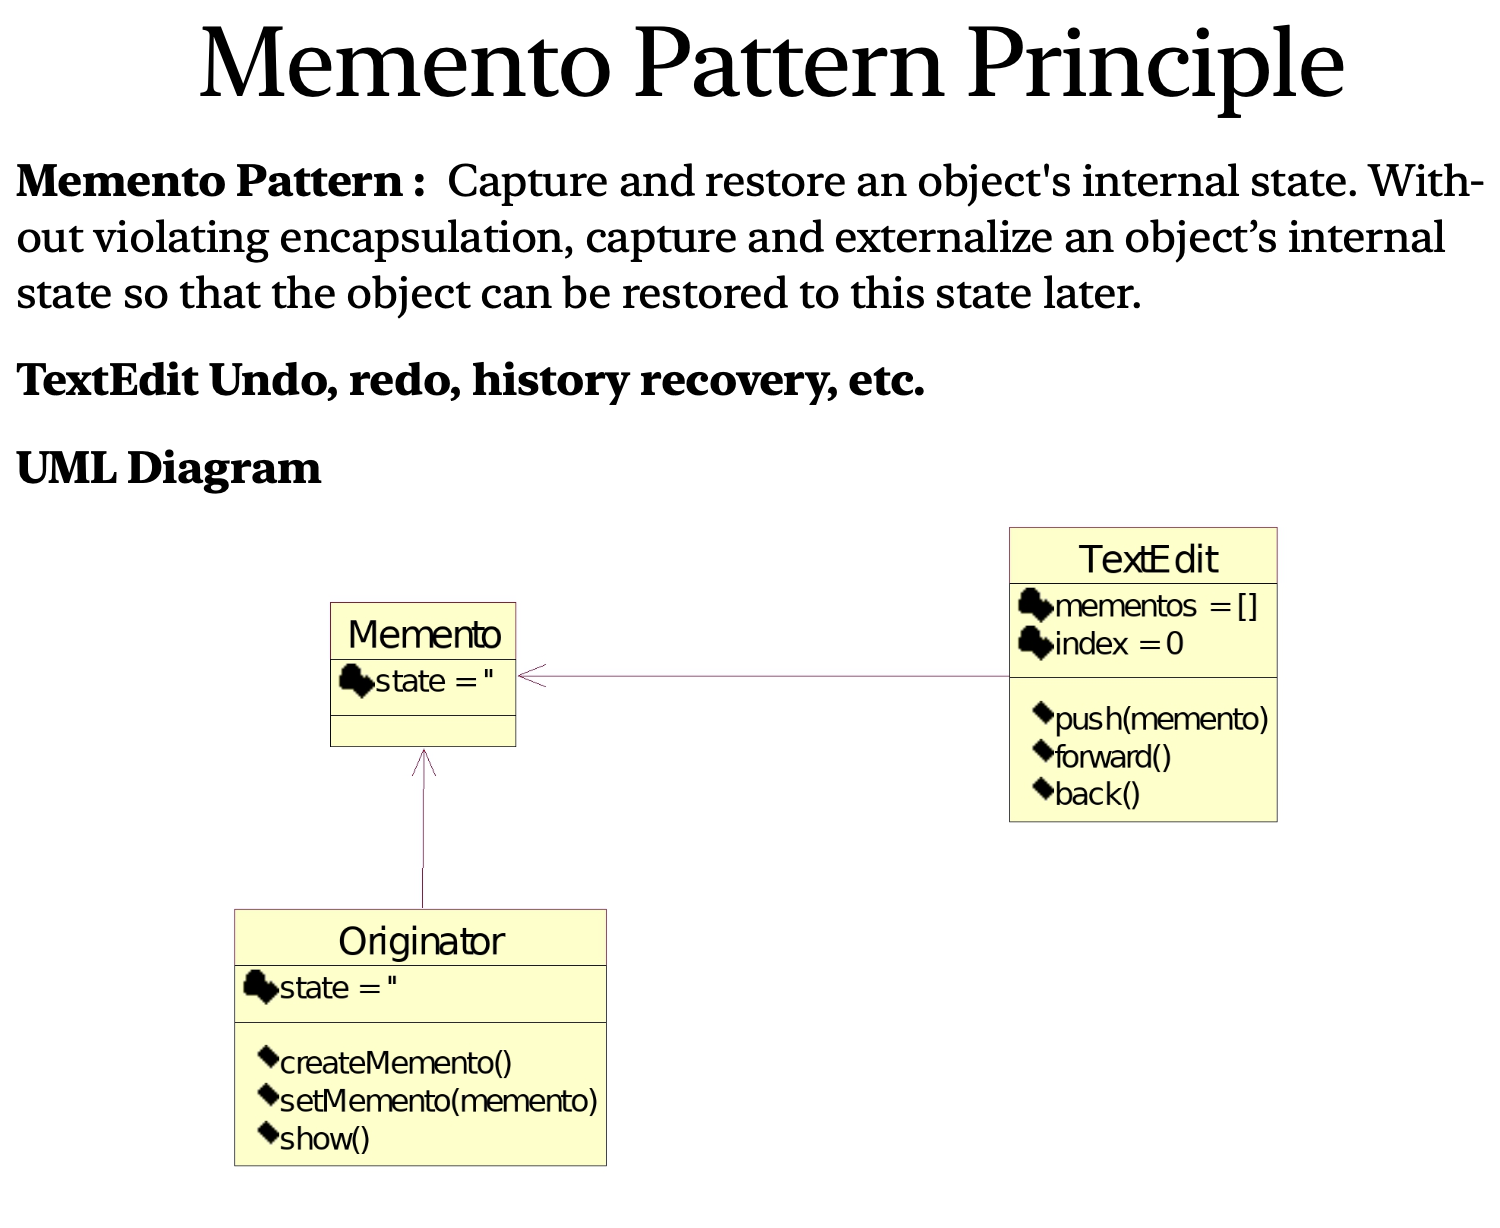 Memento Pattern Principle
Memento Pattern :  Capture and restore an object's internal state. With-
out violating encapsulation, capture and externalize an object’s internal
state so that the object can be restored to this state later.
TextEdit Undo, redo, history recovery, etc.
UML Diagram
TextEdit
mementos = []
index = 0
push(memento)
forward()
back()
Memento
state = ''
Originator
state = ''
createMemento()
setMemento(memento)
show()